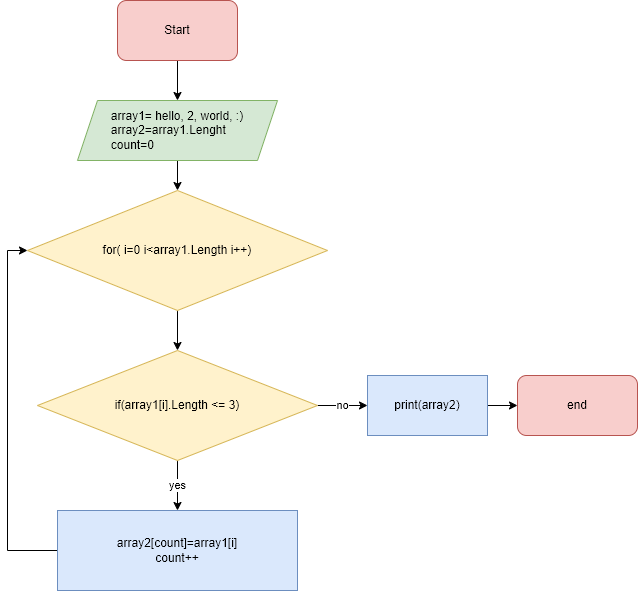 Start
array1= hello, 2, world, :)
array2=array1.Lenght
count=0
for( i=0 i<array1.Length i++)
if(array1[i].Length <= 3)
no
print(array2)
end
yes
array2[count]=array1[i]
count++